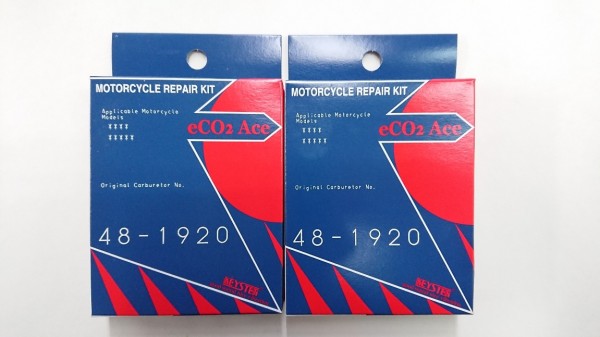 MOTORCYCLE REPAIR KIT
Applicable Motorcycle
Models
eCO2 Ace
Original Carburetor No.
48-1920
KEYSTER
MOTORCYCLE REPAIR KIT
Applicable Motorcycle
Models
eCO2 Ace
Original Carburetor No.
48-1920
KEYSTER